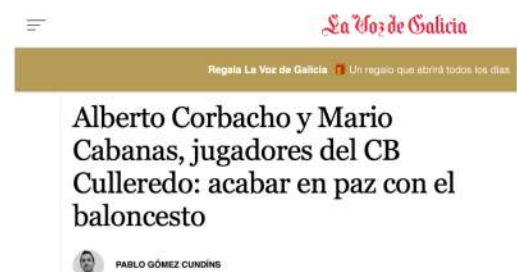 La Voz de Galicia
Regala La Voz de Galicia Un regalo que abrirá todos los días
Alberto Corbacho y Mario
Cabanas, jugadores del CB
Culleredo: acabar en paz con el
baloncesto
PABLO GÓMEZ CUNDÍNS